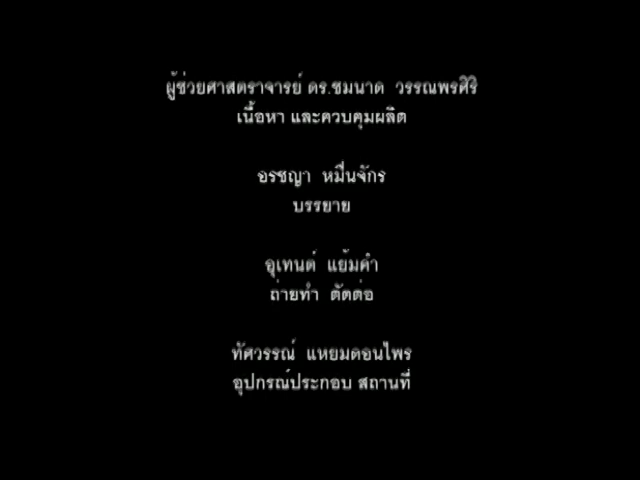 ผู้ช่วยศาสตราจารย์ ดร.ชมนาด วรรณพรศิริ
เนื้อหา และควบคุมผลิต
อรชญา หมื่นจักร
บรรยาย
อุเทนต์ แย้มคำ
ถ่ายทำ ตัดต่อ
ทัศวรรณ์ แหยมดอนไพร
อุปกรณ์ประกอบ สถานที่